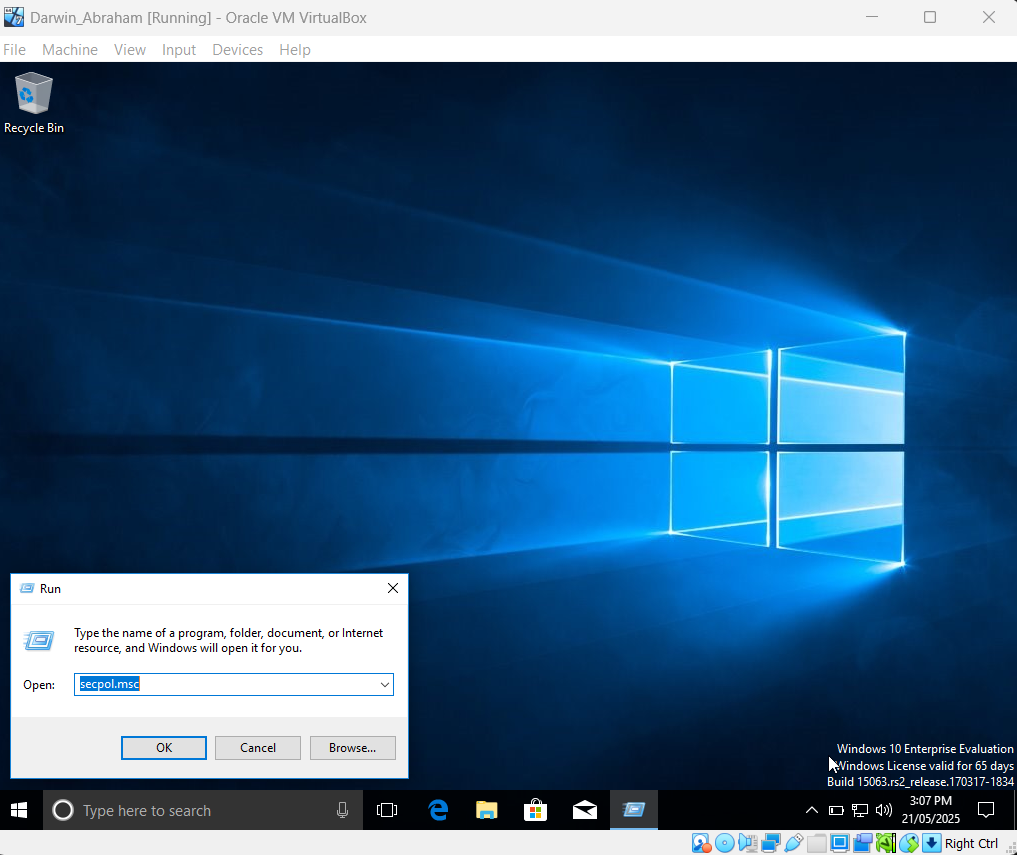 Darwin_Abraham [Running] - Oracle VM VirtualBox
File Machine View Input Devices Help
Recycle Bin
Run
Type the name of a program, folder, document, or Internet
resource, and Windows will open it for you.
Open: secpol.msc
OK Cancel Browse...
Windows 10 Enterprise Evaluation
Windows License valid for 65 days
Build 15063.rs2_release.170317-1834
Type here to search
3:07 PM
21/05/2025
Right Ctrl